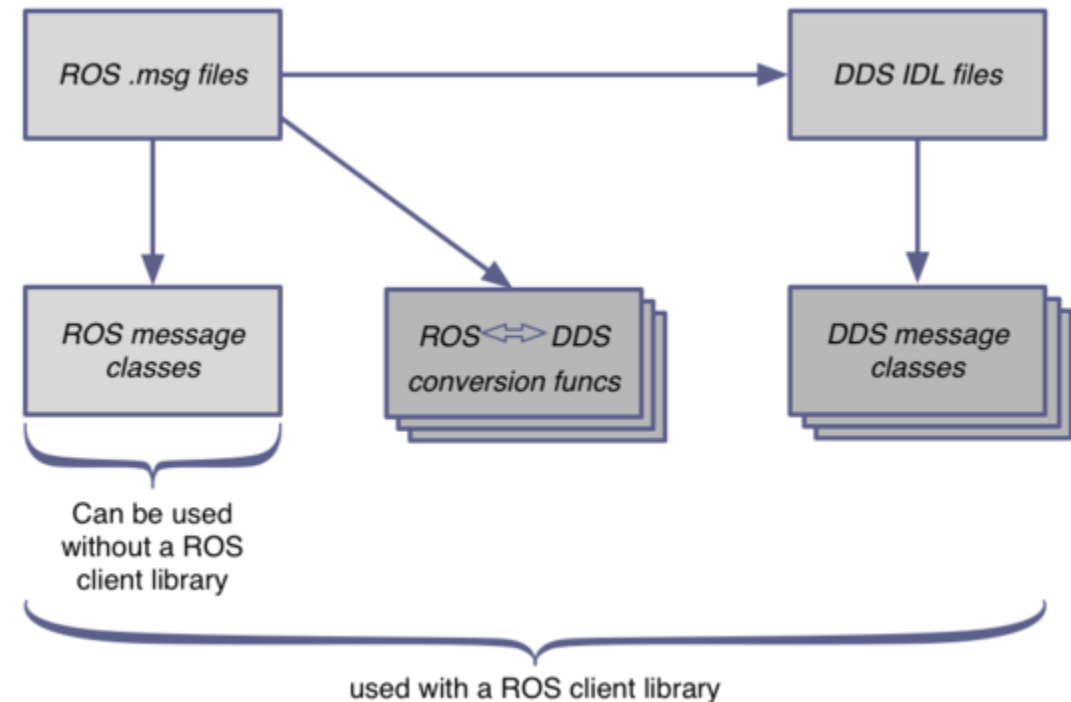 ROS .msg files
DDS IDL files
ROS message
classes
ROS DDS
conversion funcs
DDS message
classes
Can be used
without a ROS
client library
used with a ROS client library